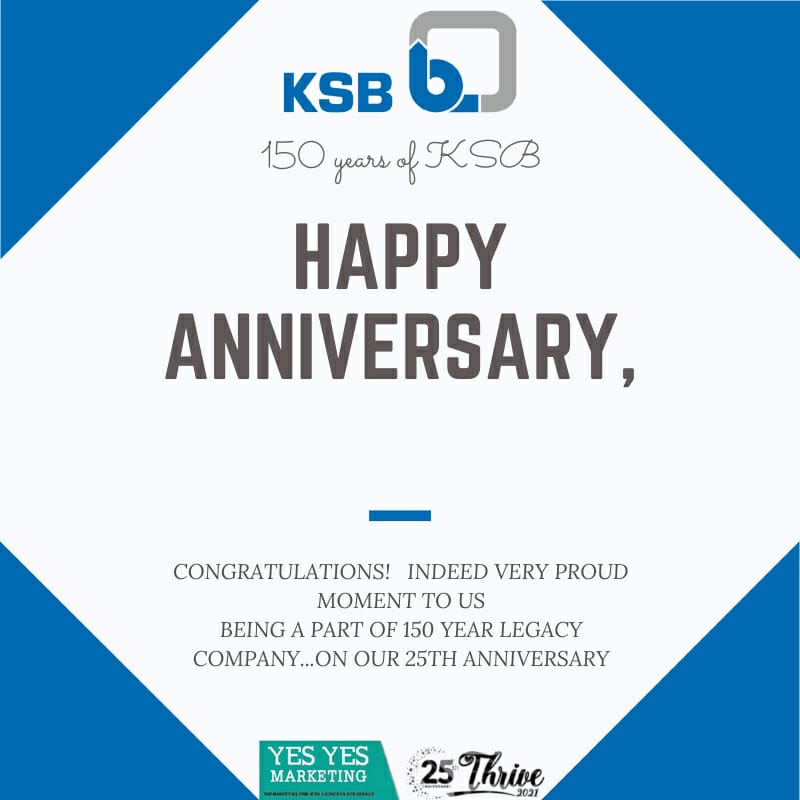 KSB
150 years of KSB
HAPPY
ANNIVERSARY,
CONGRATULATIONS! INDEED VERY PROUD
MOMENT TO US
BEING A PART OF 150 YEAR LEGACY
COMPANY...ON OUR 25TH ANNIVERSARY
YES YES
MARKETING
25th Thrive
ANNIVERSARY
2021